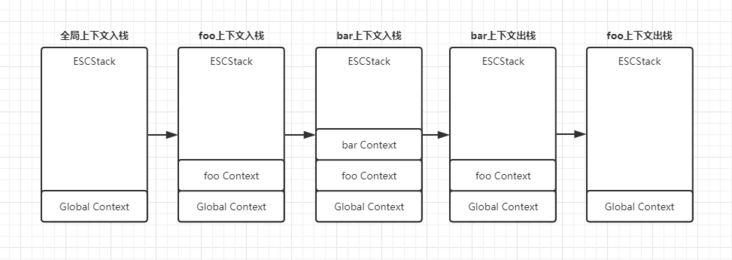 全局上下文入栈
foo上下文入栈
bar上下文入栈
bar上下文出栈
foo上下文出栈
ESCStack
ESCStack
ESCStack
ESCStack
ESCStack
bar Context
foo Context
foo Context
foo Context
Global Context
Global Context
Global Context
Global Context
Global Context